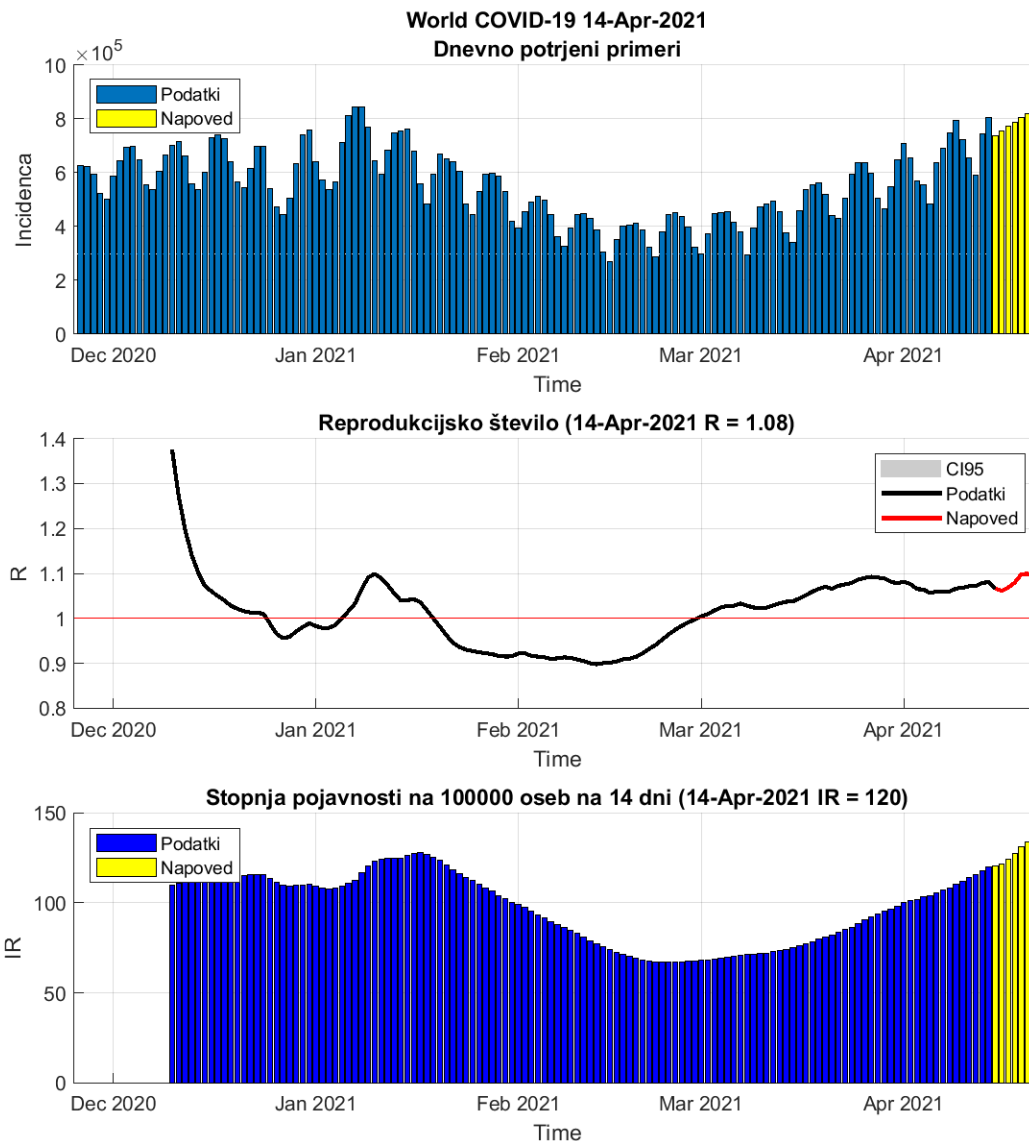 World COVID-19 14-Apr-2021
Dnevno potrjeni primeri
×10^5
10
8
6
4
2
0
Incidenca
Podatki
Napoved
Dec 2020 Jan 2021 Feb 2021 Mar 2021 Apr 2021
Time
Reprodukcijsko število (14-Apr-2021 R = 1.08)
1.4
1.3
1.2
1.1
1
0.9
0.8
R
CI95
Podatki
Napoved
Dec 2020 Jan 2021 Feb 2021 Mar 2021 Apr 2021
Time
Stopnja pojavnosti na 100000 oseb na 14 dni (14-Apr-2021 IR = 120)
150
100
50
0
IR
Podatki
Napoved
Dec 2020 Jan 2021 Feb 2021 Mar 2021 Apr 2021
Time